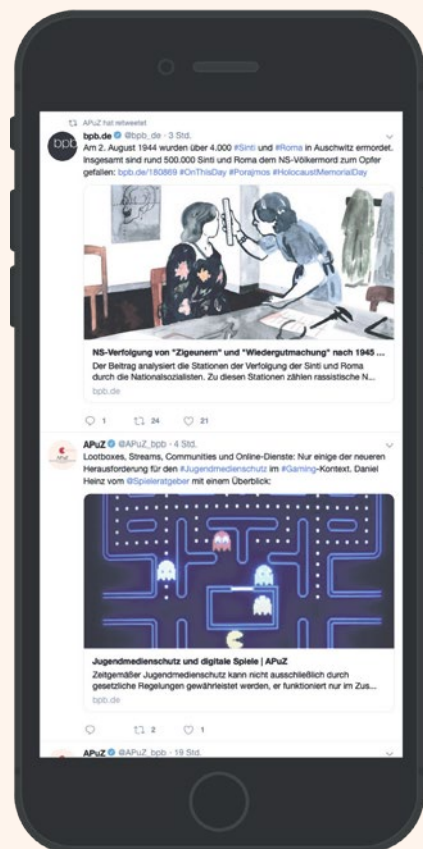 APuZ hat retweetet
bpb.de @bpb_de · 3 Std.
bpb
Am 2. August 1944 wurden über 4.000 #Sinti und #Roma in Auschwitz ermordet.
Insgesamt sind rund 500.000 Sinti und Roma dem NS-Völkermord zum Opfer
gefallen: bpb.de/180869 #OnThisDay #Porajmos #HolocaustMemorialDay
NS-Verfolgung von "Zigeunern" und "Wiedergutmachung" nach 1945 ...
Der Beitrag analysiert die Stationen der Verfolgung der Sinti und Roma
durch die Nationalsozialisten. Zu diesen Stationen zählen rassistische N...
bpb.de
1 24 21
APuZ @APuZ_bpb · 4 Std.
Lootboxes, Streams, Communities und Online-Dienste: Nur einige der neueren
Herausforderung für den #Jugendmedienschutz im #Gaming-Kontext. Daniel
Heinz vom @Spieleratgeber mit einem Überblick:
Jugendmedienschutz und digitale Spiele | APuZ
Zeitgemäßer Jugendmedienschutz kann nicht ausschließlich durch
gesetzliche Regelungen gewährleistet werden, er funktioniert nur im Zus...
bpb.de
2 1
APuZ @APuZ_bpb · 19 Std.